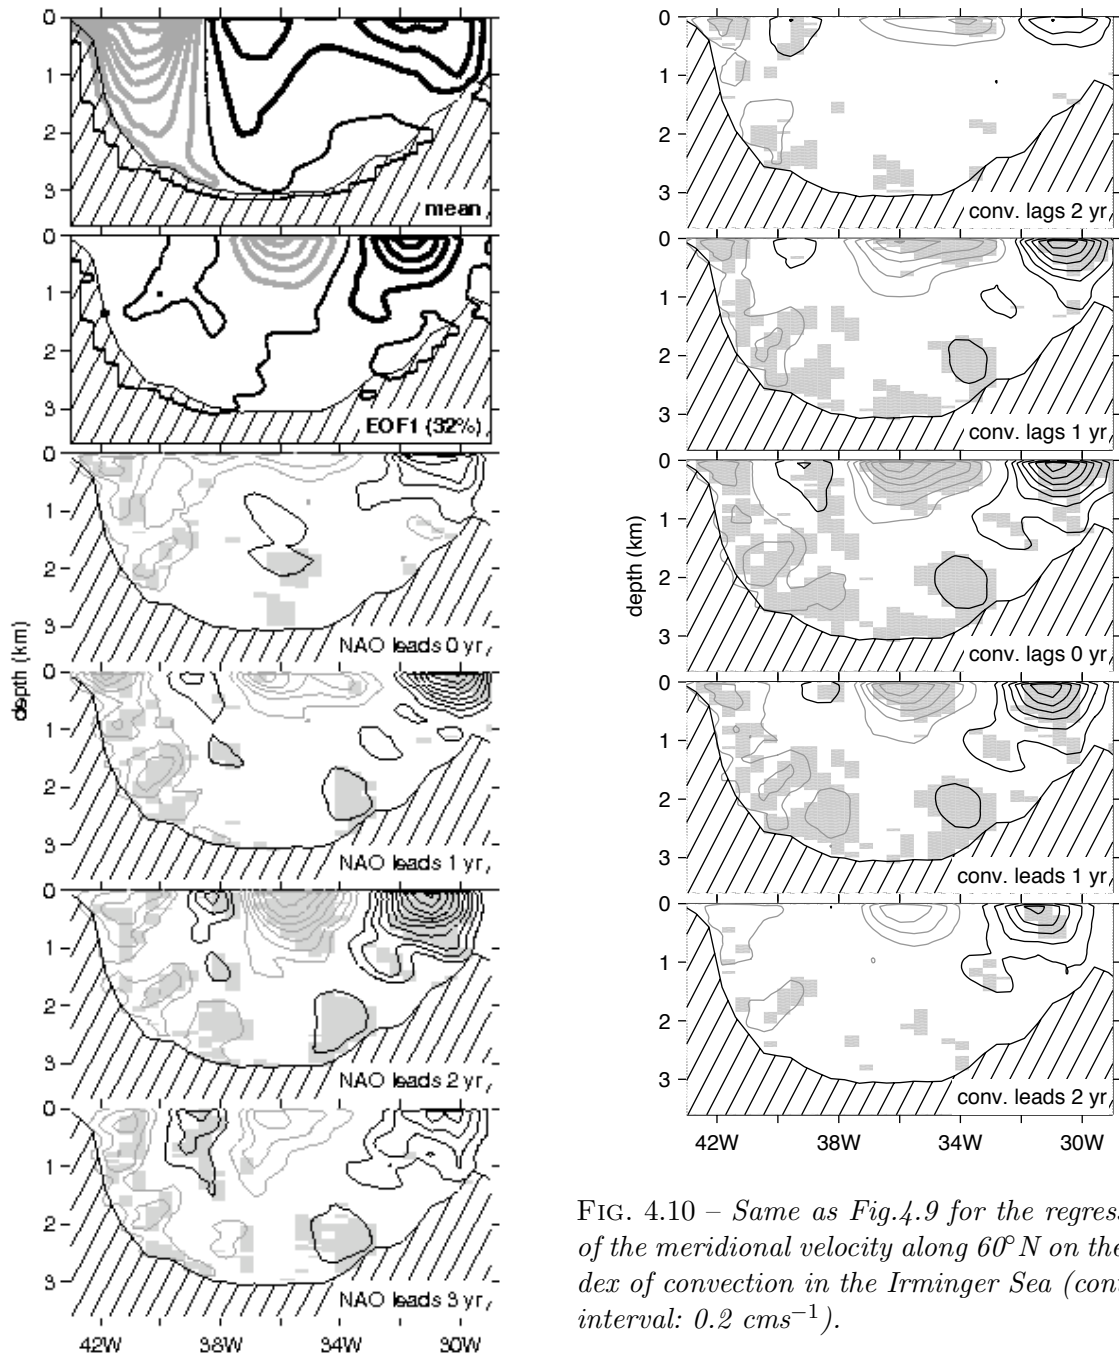 0
1
2
3
mean
0
1
2
3
EOF1 (32%)
0
1
2
3
NAO leads 0 yr
depth (km)
0
1
2
3
NAO leads 1 yr
0
1
2
3
NAO leads 2 yr
0
1
2
3
NAO leads 3 yr
42W 38W 34W 30W
0
1
2
3
conv. lags 2 yr
0
1
2
3
conv. lags 1 yr
0
1
2
3
depth (km)
conv. lags 0 yr
0
1
2
3
conv. leads 1 yr
0
1
2
3
conv. leads 2 yr
42W 38W 34W 30W
FIG. 4.10 – Same as Fig.4.9 for the regress
of the meridional velocity along 60°N on the
dex of convection in the Irminger Sea (con
interval: 0.2 cms−1).